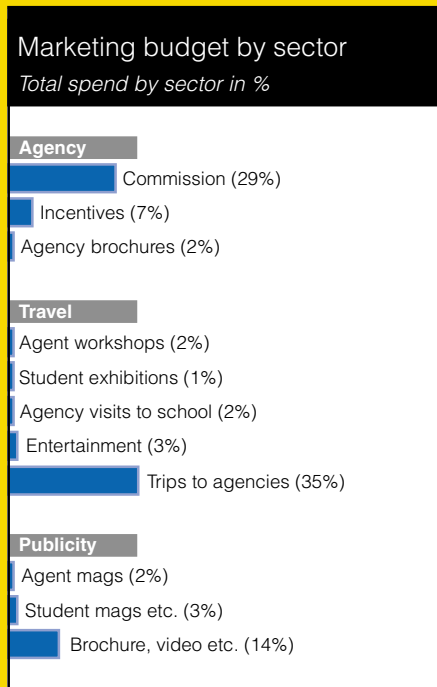 Marketing budget by sector
Total spend by sector in %
Agency
Commission (29%)
Incentives (7%)
Agency brochures (2%)
Travel
Agent workshops (2%)
Student exhibitions (1%)
Agency visits to school (2%)
Entertainment (3%)
Trips to agencies (35%)
Publicity
Agent mags (2%)
Student mags etc. (3%)
Brochure, video etc. (14%)